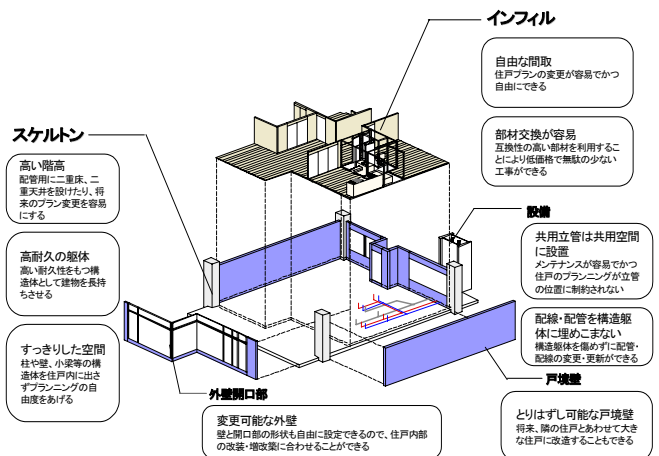 インフィル
自由な間取
住戸プランの変更が容易でかつ
自由にできる
部材交換が容易
互換性の高い部材を利用するこ
とにより低価格で無駄の少ない
工事ができる
スケルトン
高い階高
配管用に二重床、二
重天井を設けたり、将
来のプラン変更を容易
にする
高耐久の躯体
高い耐久性をもつ構
造体として建物を長持
ちさせる
すっきりした空間
柱や壁、小梁等の構
造体を住戸内に出さ
ずプランニングの自
由度をあげる
設備
共用立管は共用空間
に設置
メンテナンスが容易でかつ
住戸のプランニングが立管
の位置に制約されない
配線・配管を構造躯
体に埋めこまない
構造躯体を傷めずに配管・
配線の変更・更新ができる
戸境壁
とりはずし可能な戸境壁
将来、隣の住戸とあわせて大き
な住戸に改造することもできる
外壁開口部
変更可能な外壁
壁と開口部の形状も自由に設定できるので、住戸内部
の改装・増改築に合わせることができる